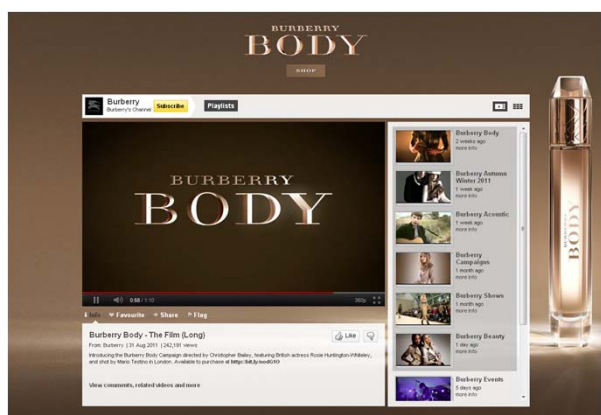 BURBERRY
BODY
SHOP
Burberry
Burberry's Channel
Subscribe
Playlists
BURBERRY
BODY
0:58 / 1:10
360p
Info
Favourite
Share
Flag
Burberry Body - The Film (Long)
From: Burberry | 31 Aug 2011 | 242,181 views
Like
Introducing the Burberry Body Campaign directed by Christopher Bailey, featuring British actress Rosie Huntington-Whiteley,
and shot by Mario Testino in London. Available to purchase at
View comments, related videos and more
Burberry Body
2 weeks ago
more info
Burberry Autumn
Winter 2011
1 week ago
more info
Burberry Acoustic
1 week ago
more info
Burberry
Campaigns
1 month ago
more info
Burberry Shows
1 month ago
more info
Burberry Beauty
1 day ago
more info
Burberry Events
5 days ago
more info
BURBERRY
BODY